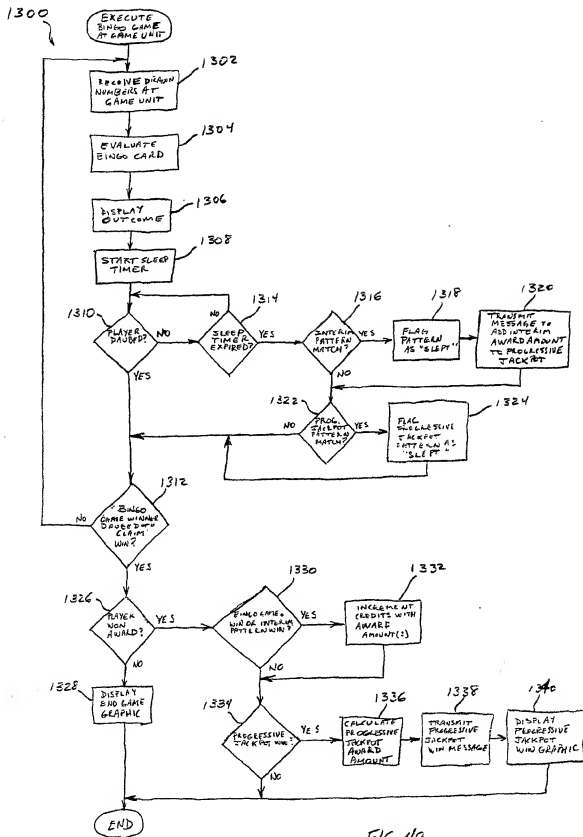 1300
EXECUTE
BINGO GAME
AT GAME UNIT
1302
RECEIVE DRAWN
NUMBERS AT
GAME UNIT
1304
EVALUATE
BINGO CARD
1306
DISPLAY
OUTCOME
1308
START SLEEP
TIMER
1310
PLAYER
DAUBED?
NO
YES
1314
SLEEP
TIMER
EXPIRED?
NO
YES
1316
INTERIM
PATTERN
MATCH?
YES
NO
1318
FLAG
PATTERN
AS "SLEPT"
1320
TRANSMIT
MESSAGE TO
ADD INTERIM
AWARD AMOUNT
TO PROGRESSIVE
JACKPOT
1322
PROG.
JACKPOT
PATTERN
MATCH?
NO
YES
1324
FLAG
PROGRESSIVE
JACKPOT
PATTERN AS
"SLEPT"
1312
BINGO
GAME WINNER
DAUBED TO
CLAIM
WIN?
NO
YES
1326
PLAYER
WON
AWARD?
YES
NO
1328
DISPLAY
END GAME
GRAPHIC
1330
BINGO GAME
WIN OR INTERIM
PATTERN WIN?
YES
NO
1332
INCREMENT
CREDITS WITH
AWARD
AMOUNT(S)
1334
PROGRESSIVE
JACKPOT WIN?
YES
NO
1336
CALCULATE
PROGRESSIVE
JACKPOT
AWARD
AMOUNT
1338
TRANSMIT
PROGRESSIVE
JACKPOT
WIN MESSAGE
1340
DISPLAY
PROGRESSIVE
JACKPOT
WIN GRAPHIC
END